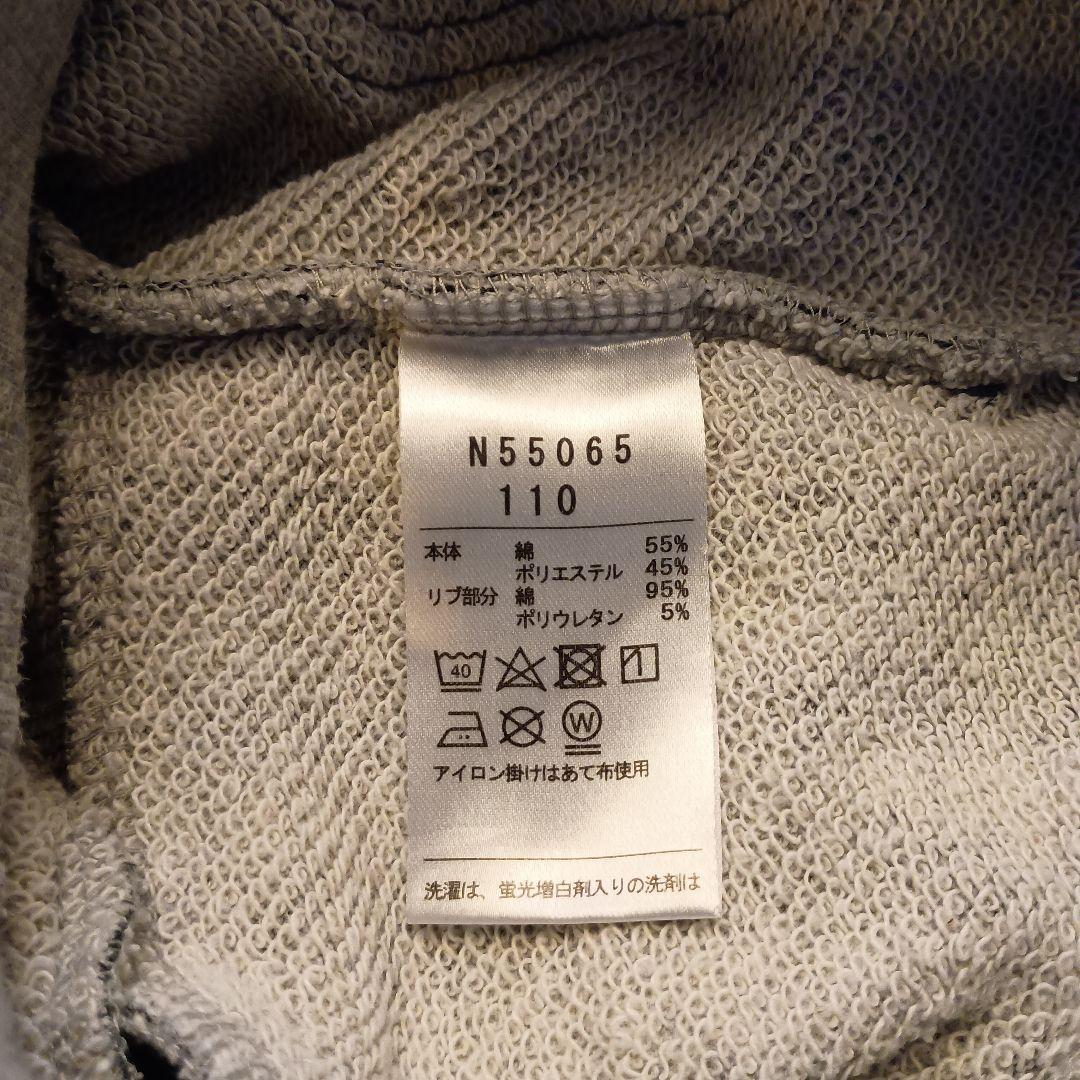 N55065
110
本体 綿 55%
ポリエステル 45%
リブ部分 綿 95%
ポリウレタン 5%
40
1
W
アイロン掛けはあて布使用
洗濯は、蛍光増白剤入りの洗剤は